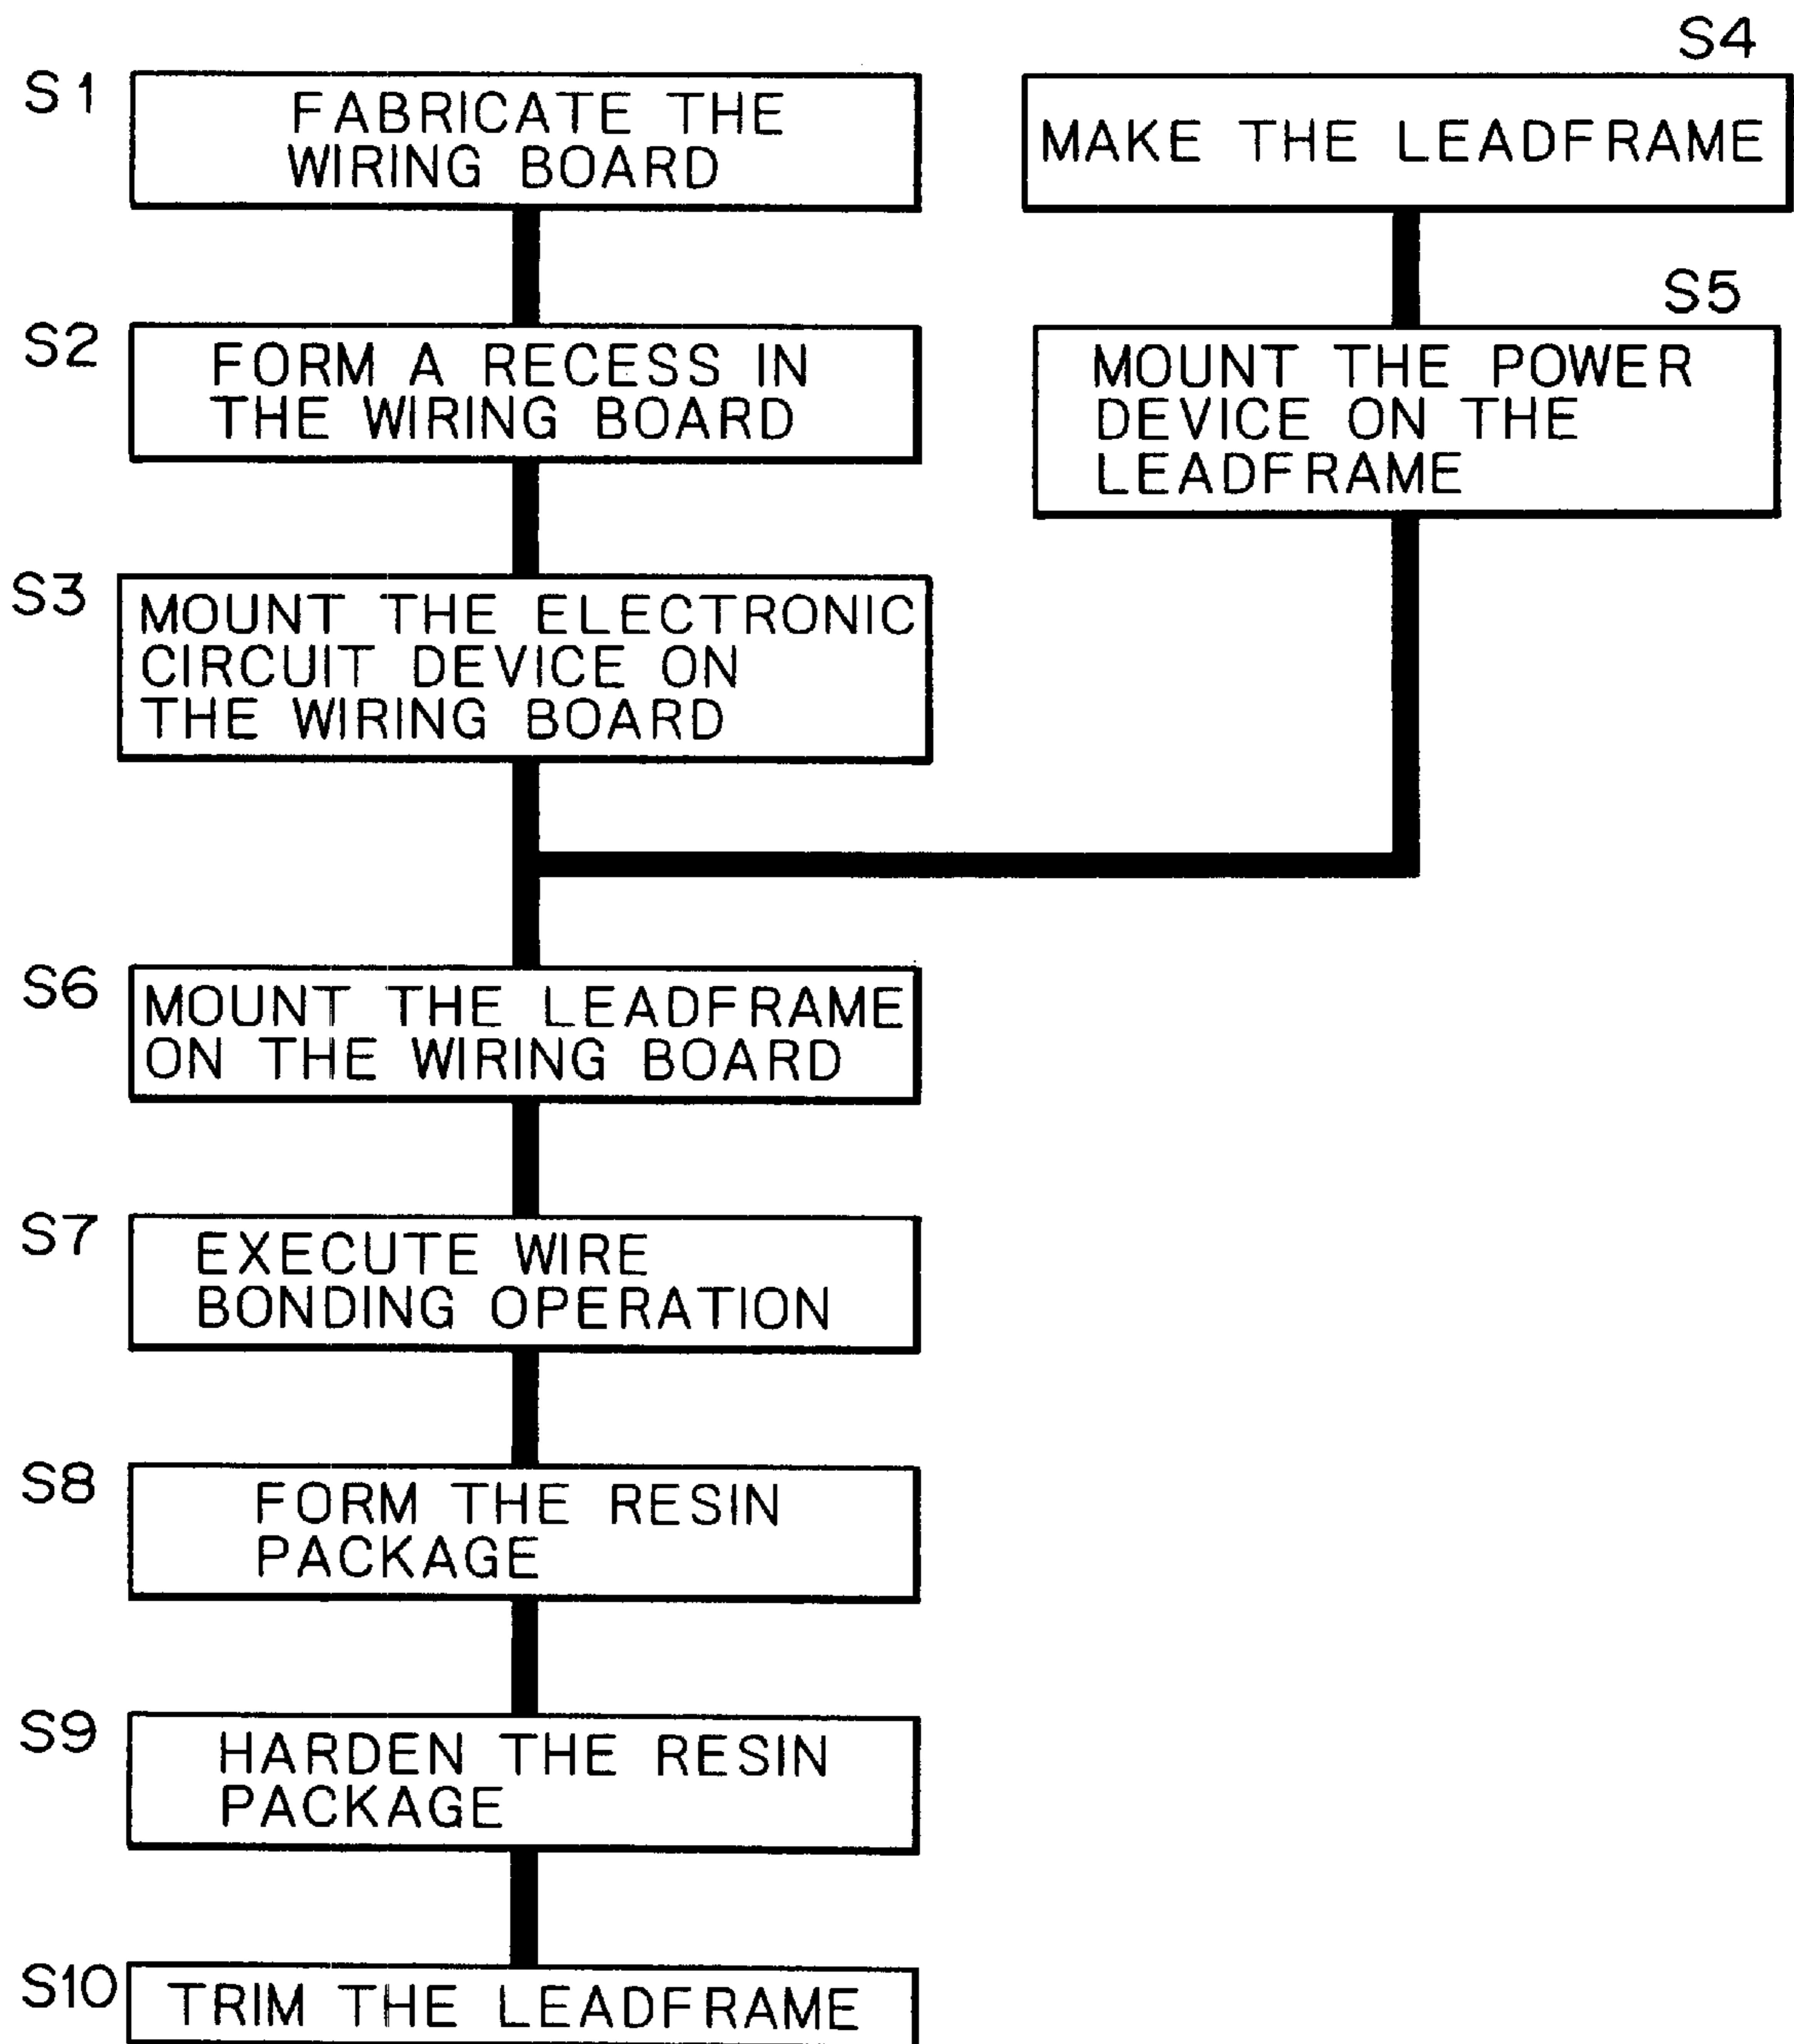 S1
FABRICATE THE
WIRING BOARD
S2
FORM A RECESS IN
THE WIRING BOARD
S3
MOUNT THE ELECTRONIC
CIRCUIT DEVICE ON
THE WIRING BOARD
S4
MAKE THE LEADFRAME
S5
MOUNT THE POWER
DEVICE ON THE
LEADFRAME
S6
MOUNT THE LEADFRAME
ON THE WIRING BOARD
S7
EXECUTE WIRE
BONDING OPERATION
S8
FORM THE RESIN
PACKAGE
S9
HARDEN THE RESIN
PACKAGE
S10
TRIM THE LEADFRAME